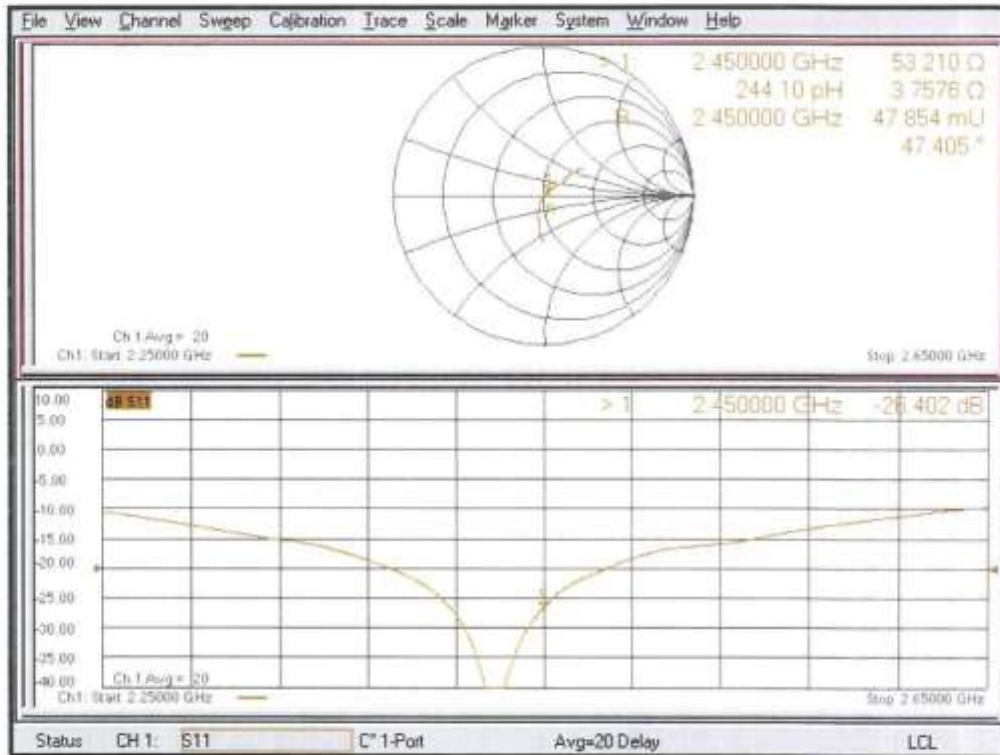 File View Channel Sweep Calibration Trace Scale Marker System Window Help
> 1 2.450000 GHz 53.210 Ω
244.10 pH 3.7576 Ω
R 2.450000 GHz 47.854 mU
47.405 °
Ch 1 Avg = 20
Ch1: Start 2.25000 GHz
Stop 2.65000 GHz
10.00 dB S11 > 1 2.450000 GHz -26.402 dB
5.00
0.00
-5.00
-10.00
-15.00
-20.00
-25.00
-30.00
-35.00
-40.00
Ch 1 Avg = 20
Ch1: Start 2.25000 GHz
Stop 2.65000 GHz
Status CH 1: S11 C* 1-Port Avg=20 Delay LCL